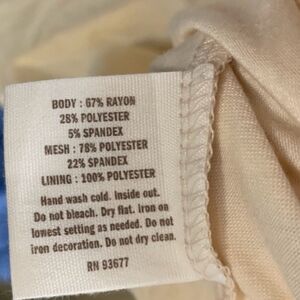 BODY : 67% RAYON
28% POLYESTER
5% SPANDEX
MESH : 78% POLYESTER
22% SPANDEX
LINING : 100% POLYESTER
Hand wash cold. Inside out.
Do not bleach. Dry flat. Iron on
lowest setting as needed. Do not
iron decoration. Do not dry clean.
RN 93677